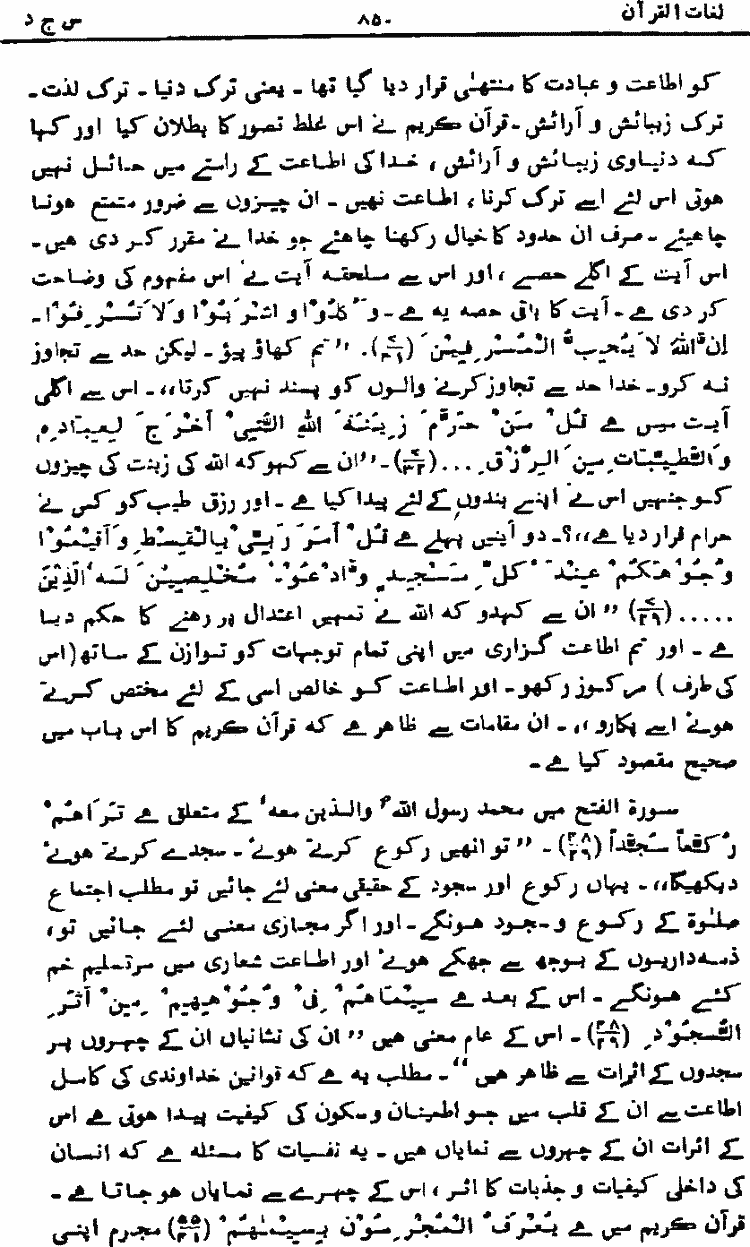 لغات القرآن ۸۵۰ س ج د
کو اطاعت و عبادت کا منتھیٰ قرار دیا گیا تھا ۔ یعنی ترک دنیا ۔ ترک لذت ۔
ترک زیبائش و آرائش ۔ قرآن کریم نے اس غلط تصور کا بطلان کیا اور کہا
کہ دنیاوی زیبائش و آرائش ، خدا کی اطاعت کے راستے میں حائل نہیں
ہوتی اس لئے اسے ترک کرنا ، اطاعت نہیں ۔ ان چیزوں سے ضرور متمتع ہونا
چاہیئے ۔ صرف ان حدود کا خیال رکھنا چاہئے جو خدا نے مقرر کر دی ہیں ۔
اس آیت کے اگلے حصے ، اور اس سے ملحقہ آیت نے اس مفہوم کی وضاحت
کر دی ہے ۔ آیت کا باقی حصہ یہ ہے ۔ وَ کُلُوْا و اشْرَبُوْا وَلَا تُسْرِفُوْا ۔
اِنَّ اللہَ لَا یُحِبُّ الْمُسْرِفِیْنَ (۷/۳۱). ’’ تم کھاؤ پیؤ ۔ لیکن حد سے تجاوز
نہ کرو ۔ خدا حد سے تجاوز کرنے والوں کو پسند نہیں کرتا ‘‘ ۔ اس سے اگلی
آیت میں ہے قُلْ مَنْ حَرَّمَ زِیْنَۃَ اللہِ الَّتِیْ اَخْرَجَ لِعِبَادِہٖ
وَالطَّیِّبَاتِ مِنَ الرِّزْقِ ... (۷/۳۲) ۔ ’’ ان سے کہو کہ اللہ کی زینت کی چیزوں
کو جنہیں اس نے اپنے بندوں کے لئے پیدا کیا ہے ۔ اور رزق طیب کو کس نے
حرام قرار دیا ہے ‘‘ ؟ ۔ دو آیتیں پہلے ہے قُلْ اَمَرَ رَبِّیْ بِالْقِسْطِ وَاَقِیْمُوْا
وُجُوْھَکُمْ عِنْدَ کُلِّ مَسْجِدٍ وَّادْعُوْہُ مُخْلِصِیْنَ لَہُ الدِّیْنَ
..... (۷/۲۹) ’’ ان سے کہدو کہ اللہ نے تمہیں اعتدال پر رہنے کا حکم دیا
ہے ۔ اور تم اطاعت گزاری میں اپنی تمام توجہات کو توازن کے ساتھ (اس
کی طرف ) مرکوز رکھو ۔ اور اطاعت کو خالص اسی کے لئے مختص کرتے
ہوئے اسے پکارو ‘‘ ۔ ان مقامات سے ظاہر ہے کہ قرآن کریم کا اس باب میں
صحیح مقصود کیا ہے ۔
سورۃ الفتح میں محمد رسول اللہؐ والذین معہ‘ کے متعلق ہے تَرَاھُمْ
رُکَّعاً سُجَّداً (۴۸/۲۹) ۔ ’’ تو انھیں رکوع کرتے ہوئے ۔ سجدے کرتے ہوئے
دیکھیگا ‘‘ ۔ یہاں رکوع اور سجود کے حقیقی معنی لئے جائیں تو مطلب اجتماع
صلوٰۃ کے رکوع و سجود ہونگے ۔ اور اگر مجازی معنی لئے جائیں تو ،
ذمہ داریوں کے بوجھ سے جھکے ہوئے اور اطاعت شعاری میں سر تسلیم خم
کئے ہونگے ۔ اس کے بعد ہے سِیْمَاھُمْ فِیْ وُجُوْھِھِمْ مِنْ اَثَرِ
السُّجُوْدِ (۴۸/۲۹) ۔ اس کے عام معنی ہیں ’’ ان کی نشانیاں ان کے چہروں پر
سجدوں کے اثرات سے ظاہر ہیں ‘‘ ۔ مطلب یہ ہے کہ قوانین خداوندی کی کامل
اطاعت سے ان کے قلب میں جو اطمینان و سکون کی کیفیت پیدا ہوتی ہے اس
کے اثرات ان کے چہروں سے نمایاں ہیں ۔ یہ نفسیات کا مسئلہ ہے کہ انسان
کی داخلی کیفیات و جذبات کا اثر ، اس کے چہرے سے نمایاں ہو جاتا ہے ۔
قرآن کریم میں ہے یُعْرَفُ الْمُجْرِمُوْنَ بِسِیْمٰھُمْ (۵۵/۴۱) مجرم اپنی